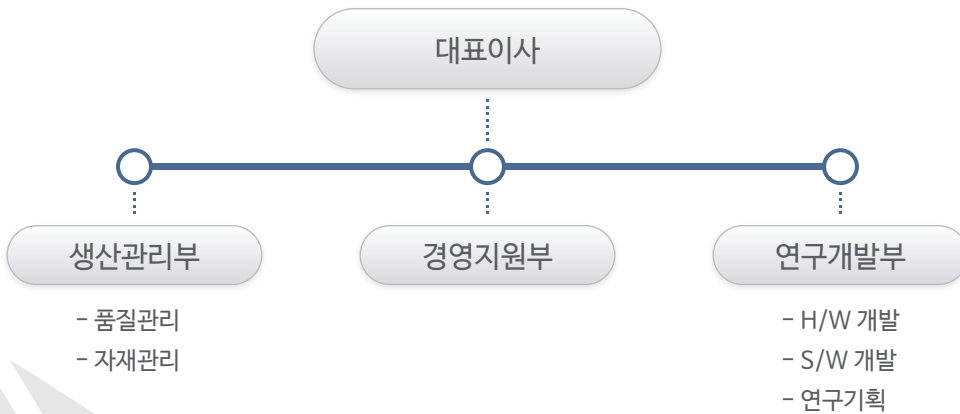 대표이사
생산관리부
- 품질관리
- 자재관리
경영지원부
연구개발부
- H/W 개발
- S/W 개발
- 연구기획